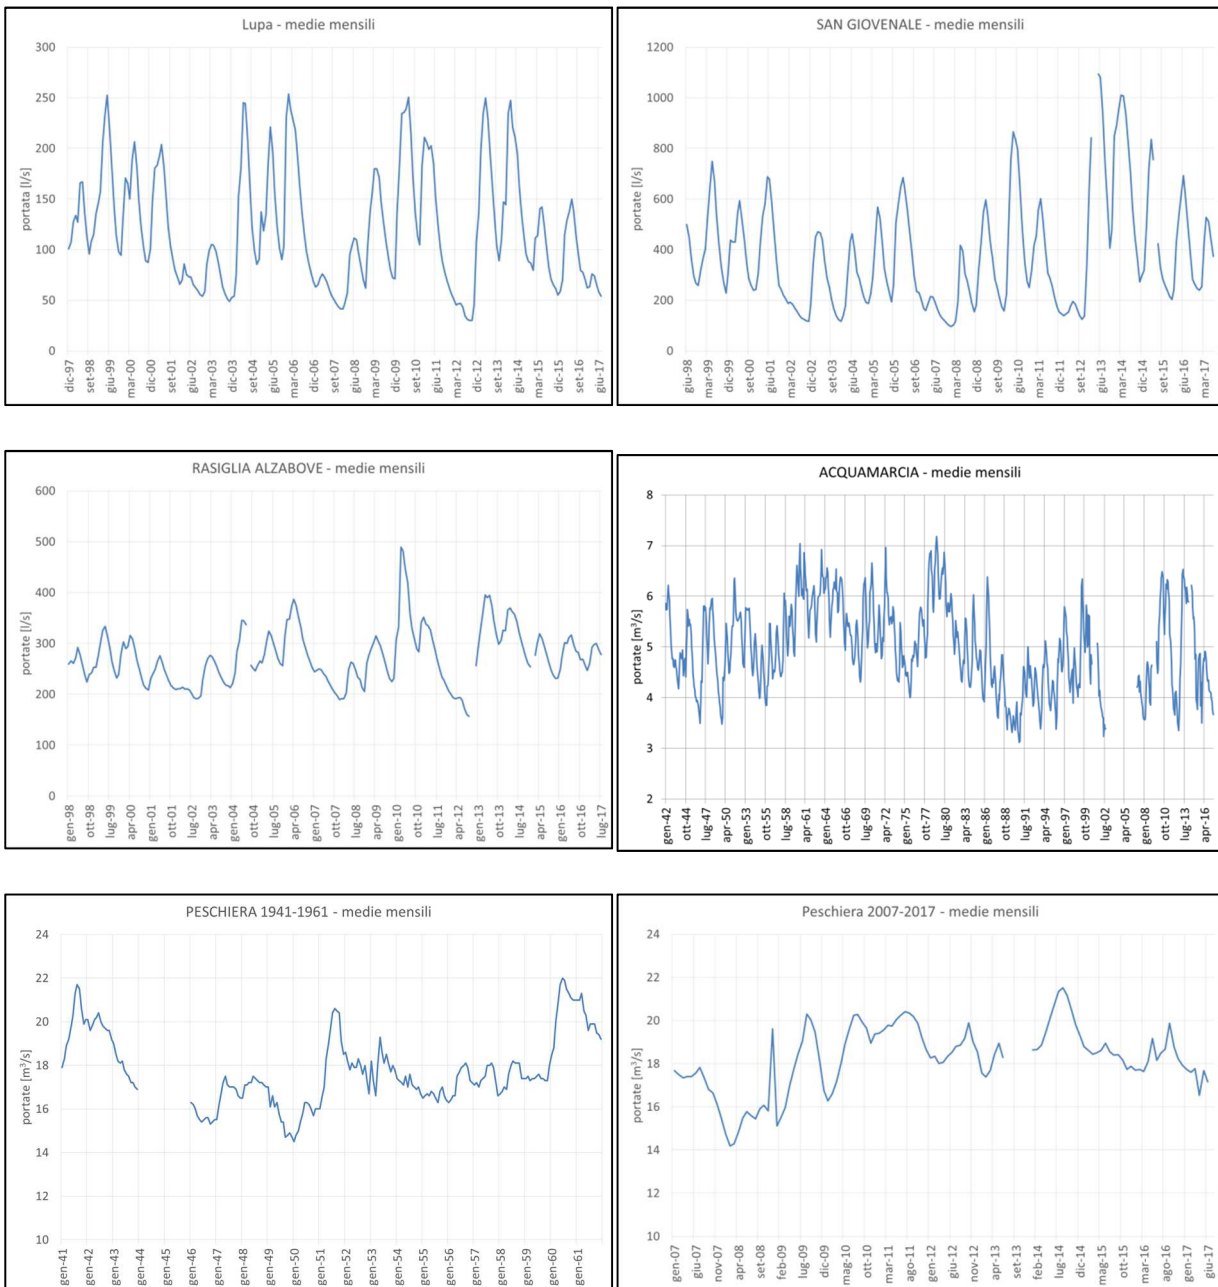 Lupa - medie mensili
portata [l/s]
300
250
200
150
100
50
0
dic-97
set-98
giu-99
mar-00
dic-00
set-01
giu-02
mar-03
dic-03
set-04
giu-05
mar-06
dic-06
set-07
giu-08
mar-09
dic-09
set-10
giu-11
mar-12
dic-12
set-13
giu-14
mar-15
dic-15
set-16
giu-17
SAN GIOVENALE - medie mensili
portate [l/s]
1200
1000
800
600
400
200
0
giu-98
mar-99
dic-99
set-00
giu-01
mar-02
dic-02
set-03
giu-04
mar-05
dic-05
set-06
giu-07
mar-08
dic-08
set-09
giu-10
mar-11
dic-11
set-12
giu-13
mar-14
dic-14
set-15
giu-16
mar-17
RASIGLIA ALZABOVE - medie mensili
portate [l/s]
600
500
400
300
200
100
0
gen-98
ott-98
lug-99
apr-00
gen-01
ott-01
lug-02
apr-03
gen-04
ott-04
lug-05
apr-06
gen-07
ott-07
lug-08
apr-09
gen-10
ott-10
lug-11
apr-12
gen-13
ott-13
lug-14
apr-15
gen-16
ott-16
lug-17
ACQUAMARCIA - medie mensili
portate [m³/s]
8
7
6
5
4
3
2
gen-42
ott-44
lug-47
apr-50
gen-53
ott-55
lug-58
apr-61
gen-64
ott-66
lug-69
apr-72
gen-75
ott-77
lug-80
apr-83
gen-86
ott-88
lug-91
apr-94
gen-97
ott-99
lug-02
apr-05
gen-08
ott-10
lug-13
apr-16
PESCHIERA 1941-1961 - medie mensili
portate [m³/s]
24
22
20
18
16
14
12
10
gen-41
gen-42
gen-43
gen-44
gen-45
gen-46
gen-47
gen-48
gen-49
gen-50
gen-51
gen-52
gen-53
gen-54
gen-55
gen-56
gen-57
gen-58
gen-59
gen-60
gen-61
Peschiera 2007-2017 - medie mensili
portate [m³/s]
24
22
20
18
16
14
12
10
gen-07
giu-07
nov-07
apr-08
set-08
feb-09
lug-09
dic-09
mag-10
ott-10
mar-11
ago-11
gen-12
giu-12
nov-12
apr-13
set-13
feb-14
lug-14
dic-14
mag-15
ott-15
mar-16
ago-16
gen-17
giu-17